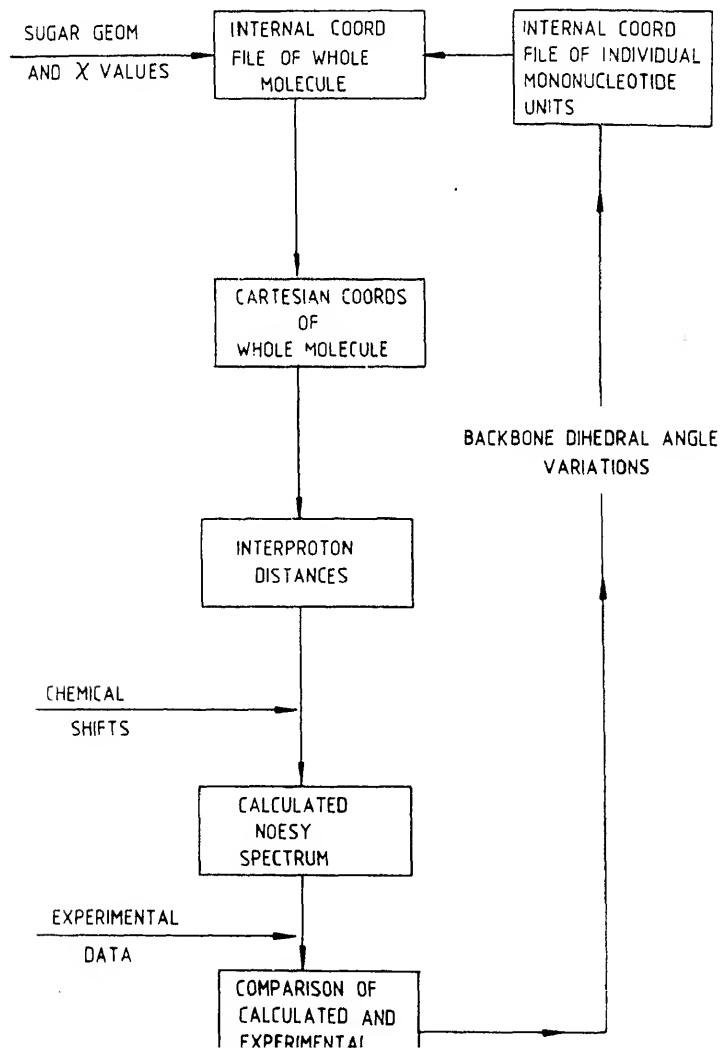 SUGAR GEOM
AND χ VALUES
INTERNAL COORD
FILE OF WHOLE
MOLECULE
INTERNAL COORD
FILE OF INDIVIDUAL
MONONUCLEOTIDE
UNITS
CARTESIAN COORDS
OF
WHOLE MOLECULE
BACKBONE DIHEDRAL ANGLE
VARIATIONS
INTERPROTON
DISTANCES
CHEMICAL
SHIFTS
CALCULATED
NOESY
SPECTRUM
EXPERIMENTAL
DATA
COMPARISON OF
CALCULATED AND
EXPERIMENTAL